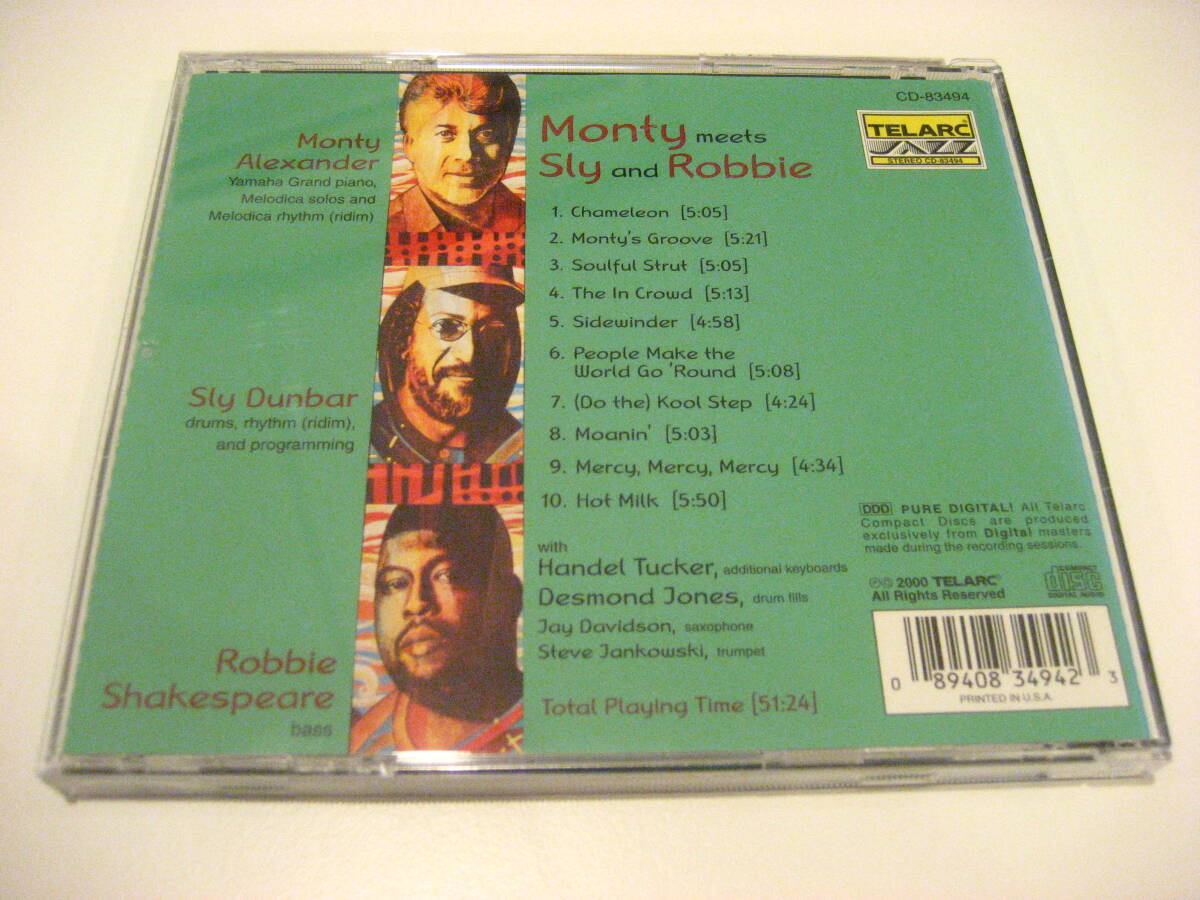 CD-83494
TELARC®
JAZZ
STEREO CD-83494
Monty meets
Sly and Robbie
Monty
Alexander
Yamaha Grand piano,
Melodica solos and
Melodica rhythm (ridim)
Sly Dunbar
drums, rhythm (ridim),
and programming
Robbie
Shakespeare
bass
1. Chameleon [5:05]
2. Monty's Groove [5:21]
3. Soulful Strut [5:05]
4. The In Crowd [5:13]
5. Sidewinder [4:58]
6. People Make the
World Go 'Round [5:08]
7. (Do the) Kool Step [4:24]
8. Moanin' [5:03]
9. Mercy, Mercy, Mercy [4:34]
10. Hot Milk [5:50]
with
Handel Tucker, additional keyboards
Desmond Jones, drum fills
Jay Davidson, saxophone
Steve Jankowski, trumpet
Total Playing Time [51:24]
DDD PURE DIGITAL! All Telarc
Compact Discs are produced
exclusively from Digital masters
made during the recording sessions.
℗© 2000 TELARC®
All Rights Reserved
COMPACT
disc
DIGITAL AUDIO
0 89408 34942 3
PRINTED IN U.S.A.